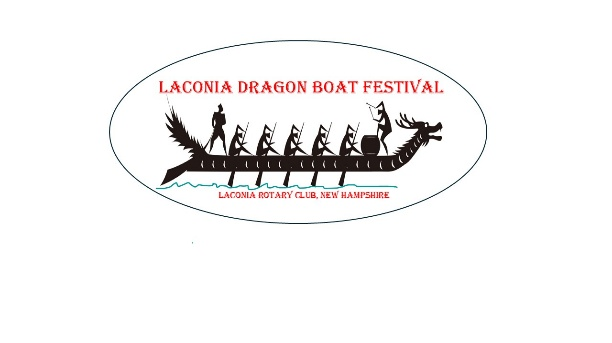 LACONIA DRAGON BOAT FESTIVAL
LACONIA ROTARY CLUB, NEW HAMPSHIRE